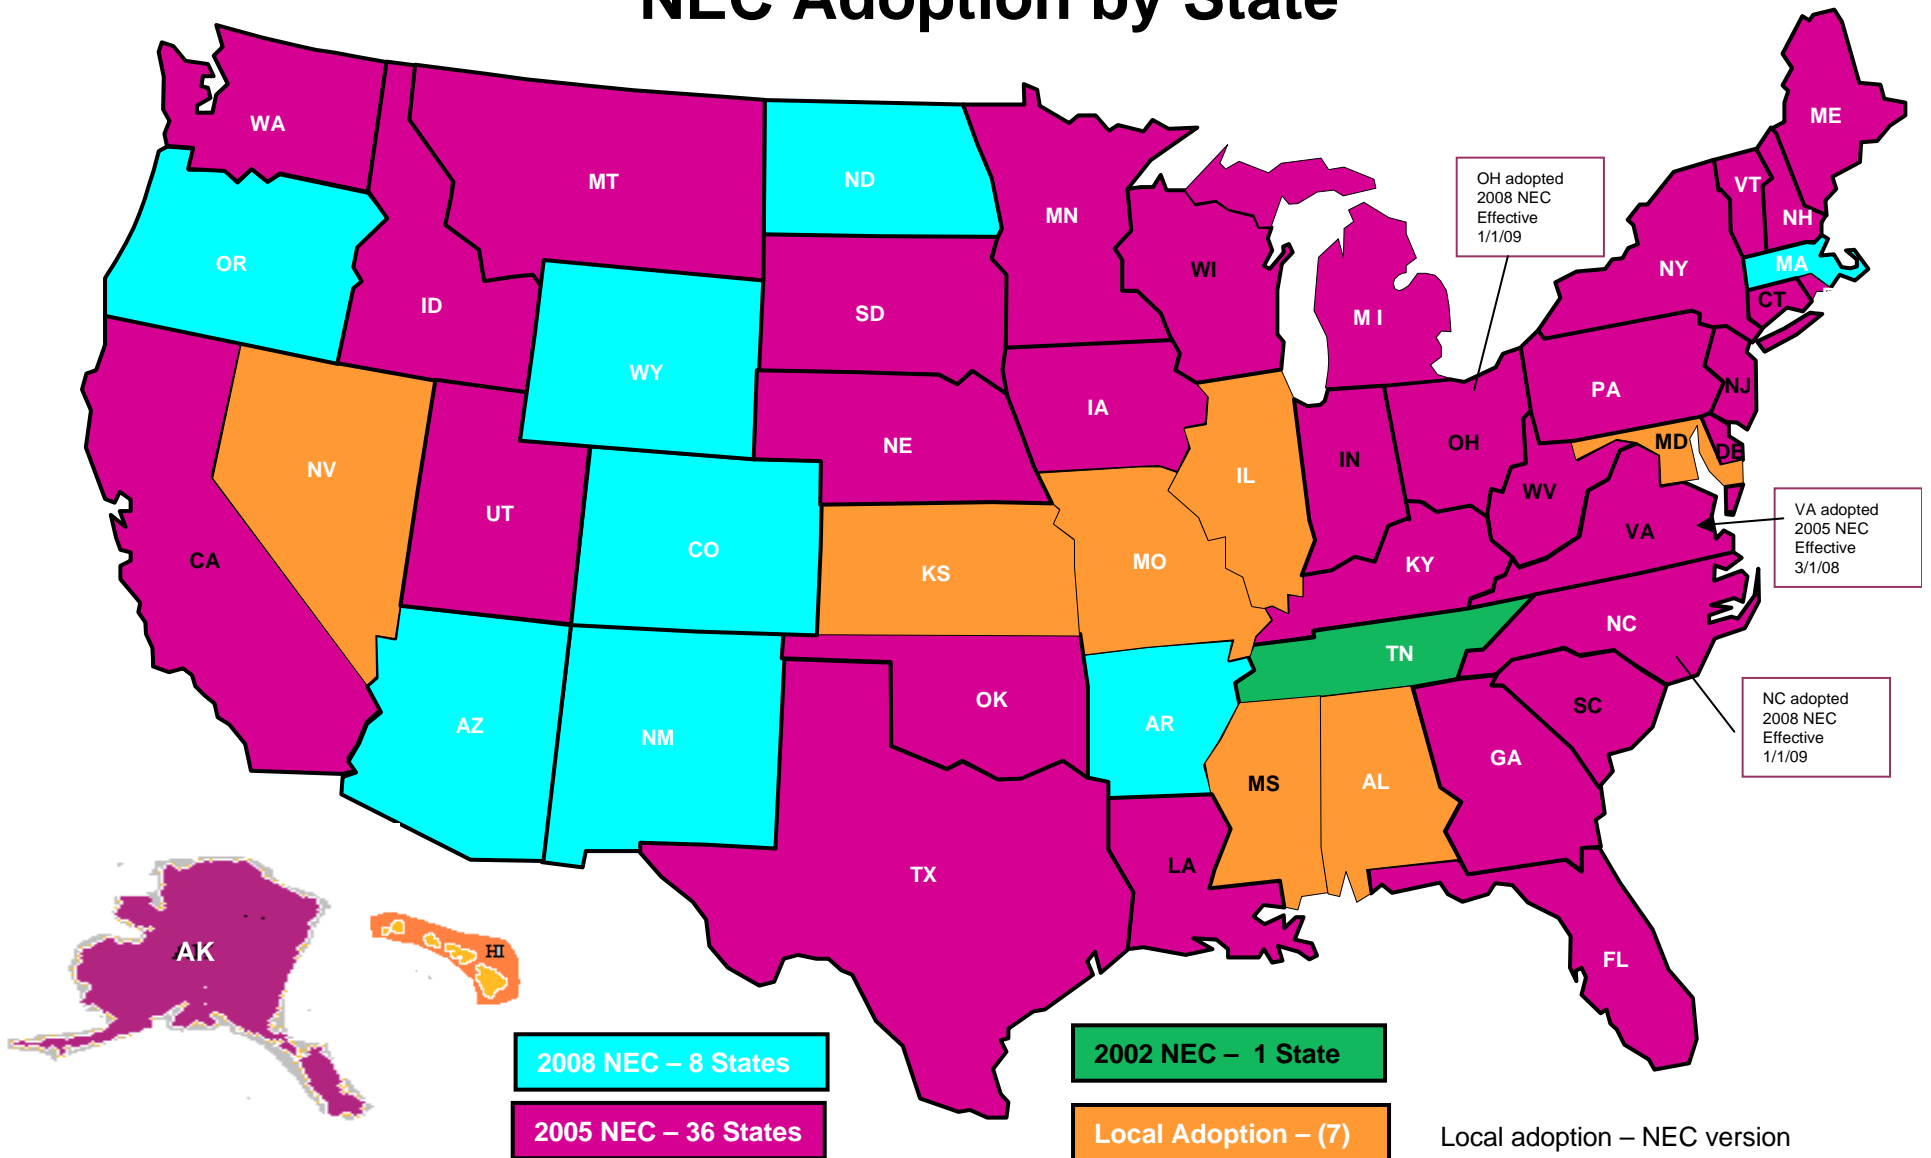 NEC Adoption by State
WA
MT
ND
MN
ME
VT
NH
OH adopted
2008 NEC
Effective
1/1/09
OR
ID
WY
SD
WI
M I
NY
MA
CT
NV
UT
NE
IA
IL
IN
OH
PA
NJ
MD
DE
WV
VA
VA adopted
2005 NEC
Effective
3/1/08
CA
CO
KS
MO
KY
NC
TN
AZ
NM
OK
AR
SC
NC adopted
2008 NEC
Effective
1/1/09
MS
AL
GA
TX
LA
FL
AK
HI
2008 NEC – 8 States
2002 NEC – 1 State
2005 NEC – 36 States
Local Adoption – (7)
Local adoption – NEC version